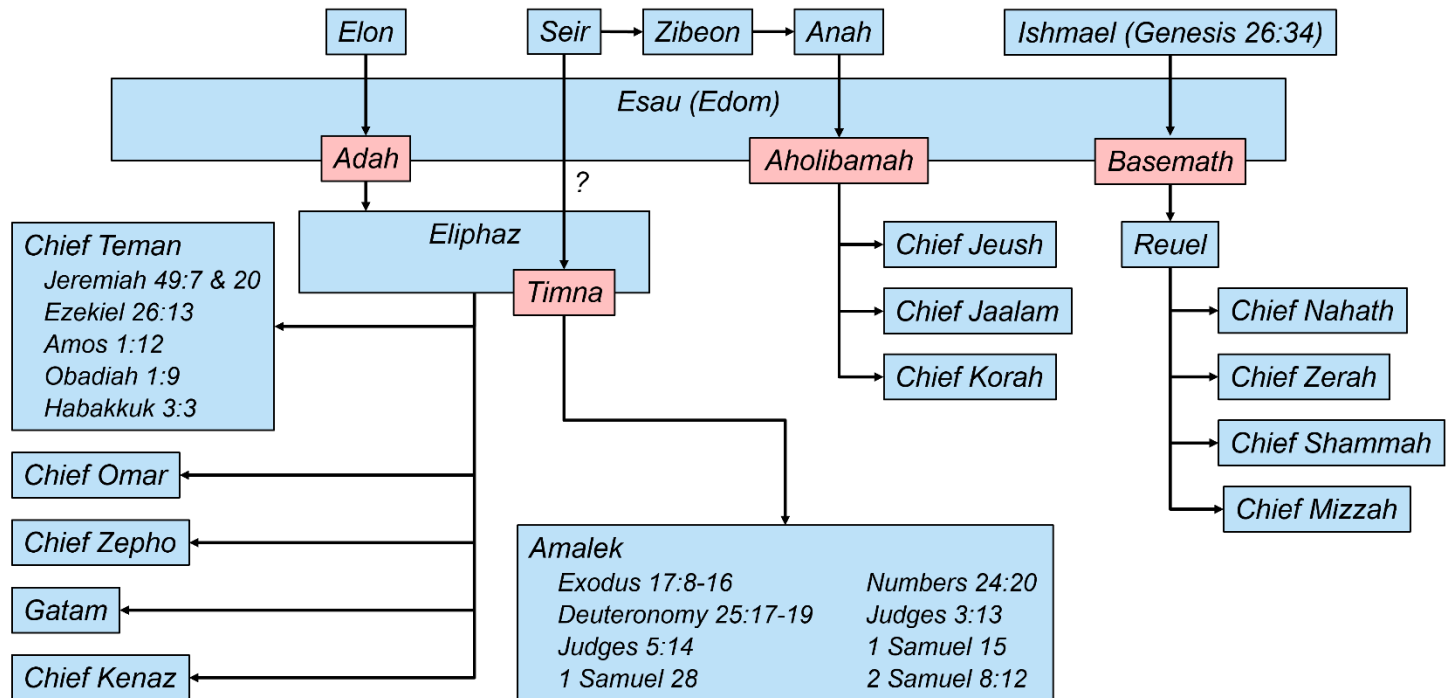 Elon
Seir
Zibeon
Anah
Ishmael (Genesis 26:34)
Esau (Edom)
Adah
Aholibamah
Basemath
?
Eliphaz
Timna
Chief Teman
Jeremiah 49:7 & 20
Ezekiel 26:13
Amos 1:12
Obadiah 1:9
Habakkuk 3:3
Chief Omar
Chief Zepho
Gatam
Chief Kenaz
Amalek
Exodus 17:8-16
Deuteronomy 25:17-19
Judges 5:14
1 Samuel 28
Numbers 24:20
Judges 3:13
1 Samuel 15
2 Samuel 8:12
Chief Jeush
Chief Jaalam
Chief Korah
Reuel
Chief Nahath
Chief Zerah
Chief Shammah
Chief Mizzah